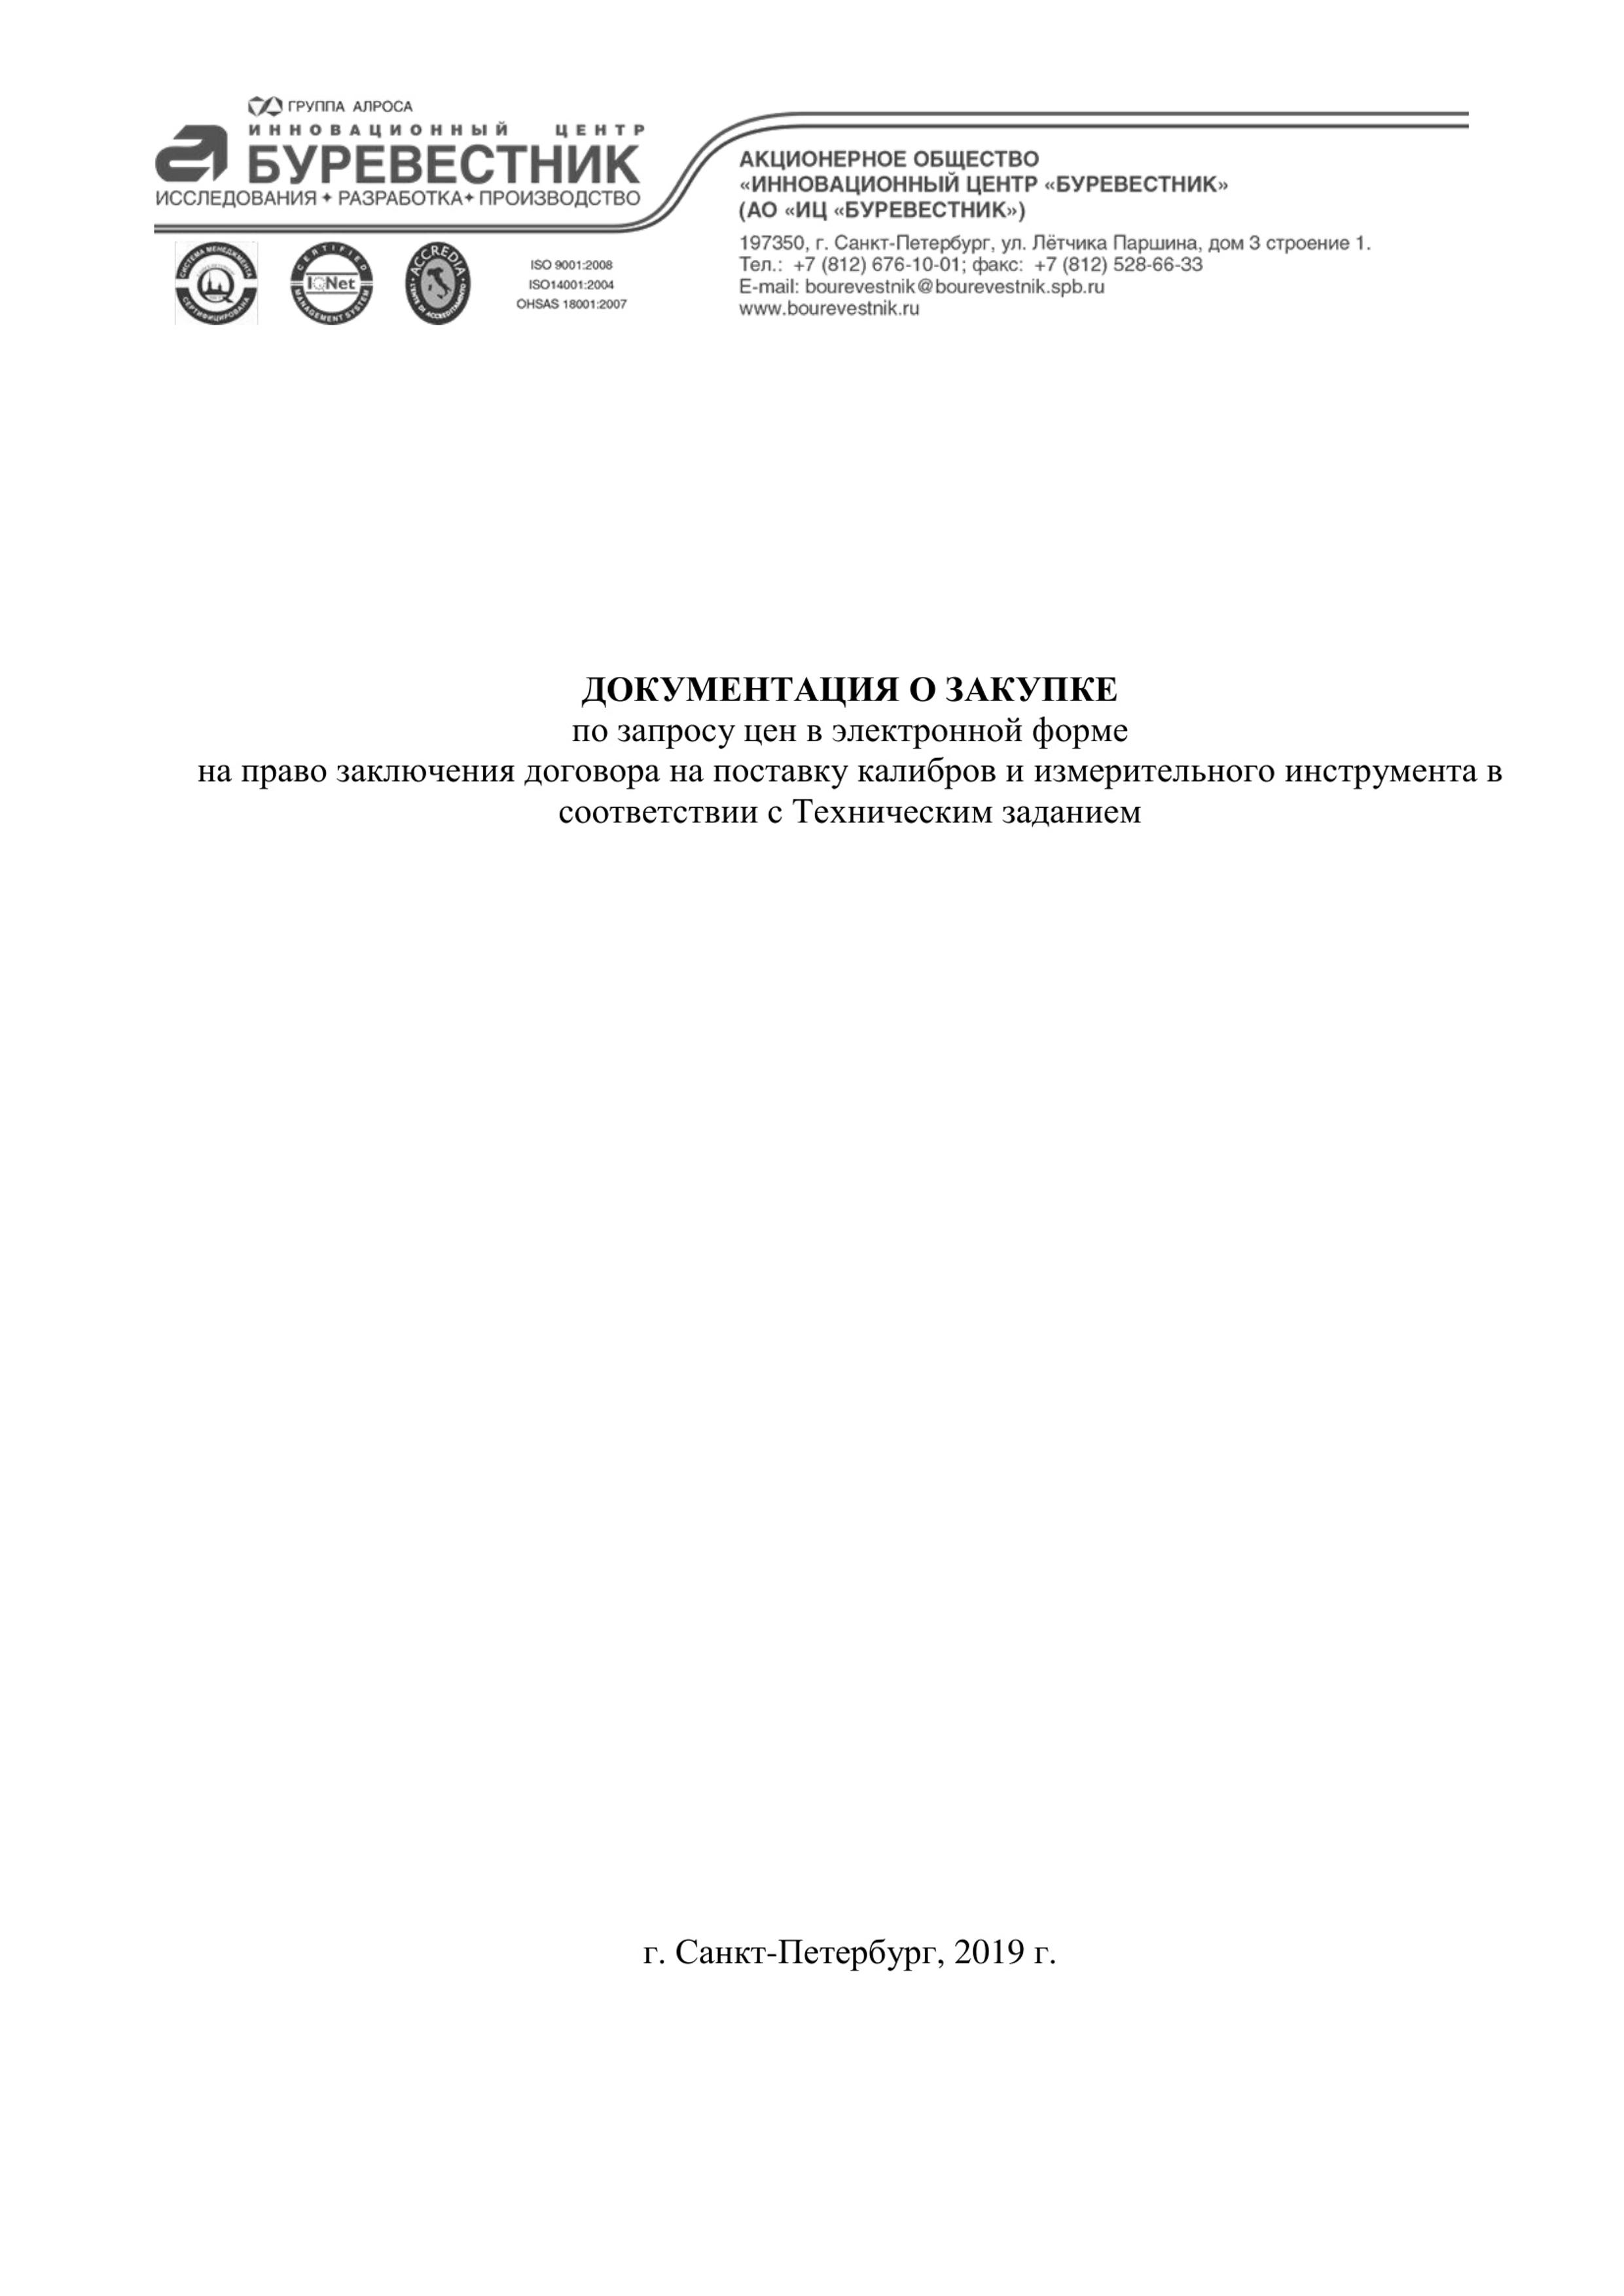 ГРУППА АЛРОСА
ИННОВАЦИОННЫЙ ЦЕНТР
БУРЕВЕСТНИК
ИССЛЕДОВАНИЯ + РАЗРАБОТКА + ПРОИЗВОДСТВО
СИСТЕМА МЕНЕДЖМЕНТА
СЕРТИФИЦИРОВАНА
CERTIFIED
IQNet
MANAGEMENT SYSTEM
ACCREDIA
L'ENTE DI ACCREDITAMENTO
ISO 9001:2008
ISO14001:2004
OHSAS 18001:2007
АКЦИОНЕРНОЕ ОБЩЕСТВО
«ИННОВАЦИОННЫЙ ЦЕНТР «БУРЕВЕСТНИК»
(АО «ИЦ «БУРЕВЕСТНИК»)
197350, г. Санкт-Петербург, ул. Лётчика Паршина, дом 3 строение 1.
Тел.: +7 (812) 676-10-01; факс: +7 (812) 528-66-33
E-mail: bourevestnik@bourevestnik.spb.ru
www.bourevestnik.ru
ДОКУМЕНТАЦИЯ О ЗАКУПКЕ
по запросу цен в электронной форме
на право заключения договора на поставку калибров и измерительного инструмента в
соответствии с Техническим заданием
г. Санкт-Петербург, 2019 г.